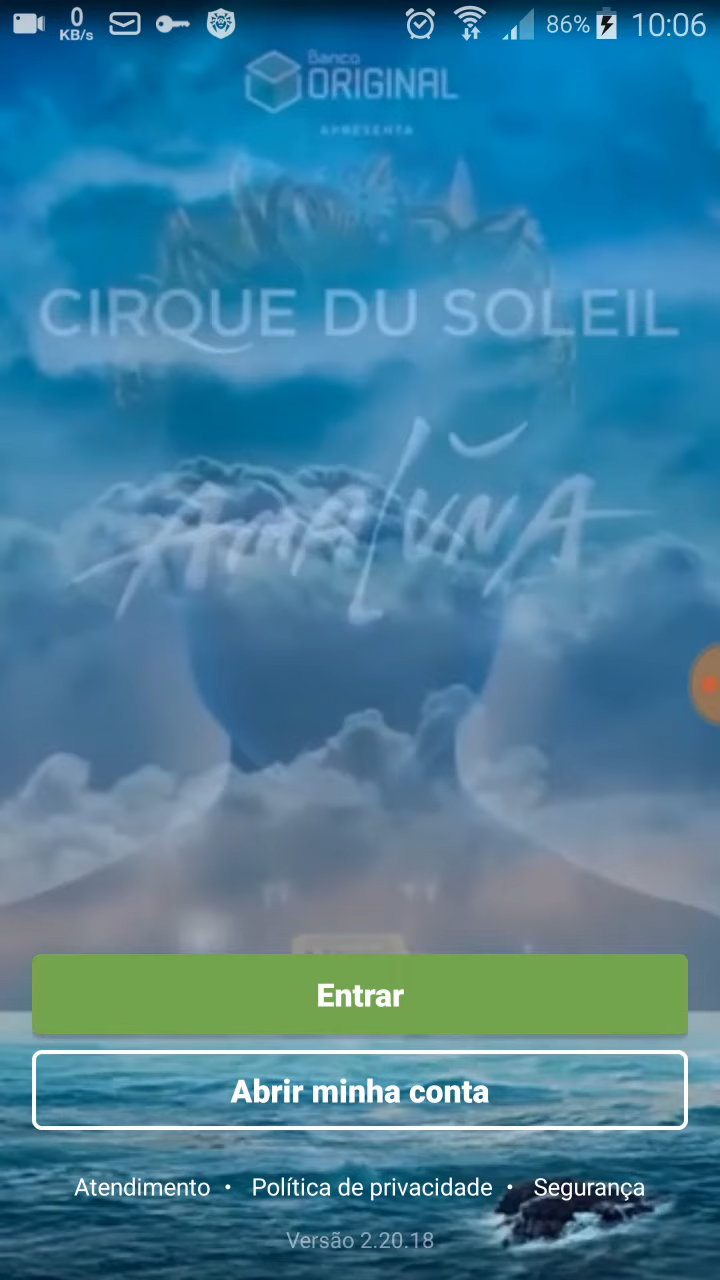 0
KB/s
86%
10:06
Banco
ORIGINAL
APRESENTA
CIRQUE DU SOLEIL
AMALUÑA
Entrar
Abrir minha conta
Atendimento • Política de privacidade • Segurança
Versão 2.20.18